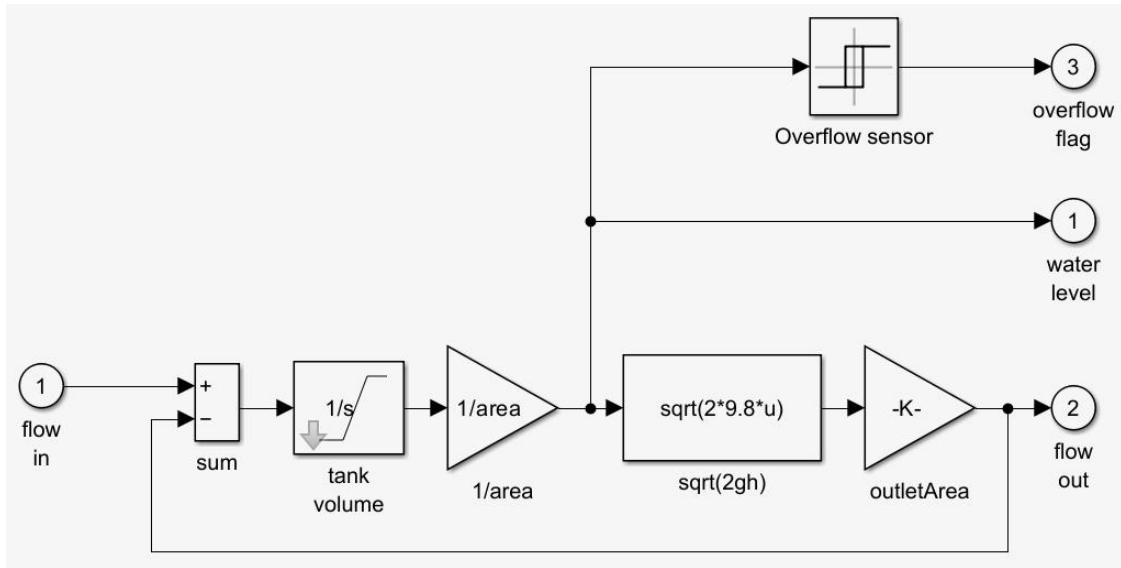 3
overflow
flag
Overflow sensor
1
water
level
1
flow
in
+
−
sum
1/s
tank
volume
1/area
1/area
sqrt(2*9.8*u)
sqrt(2gh)
-K-
outletArea
2
flow
out